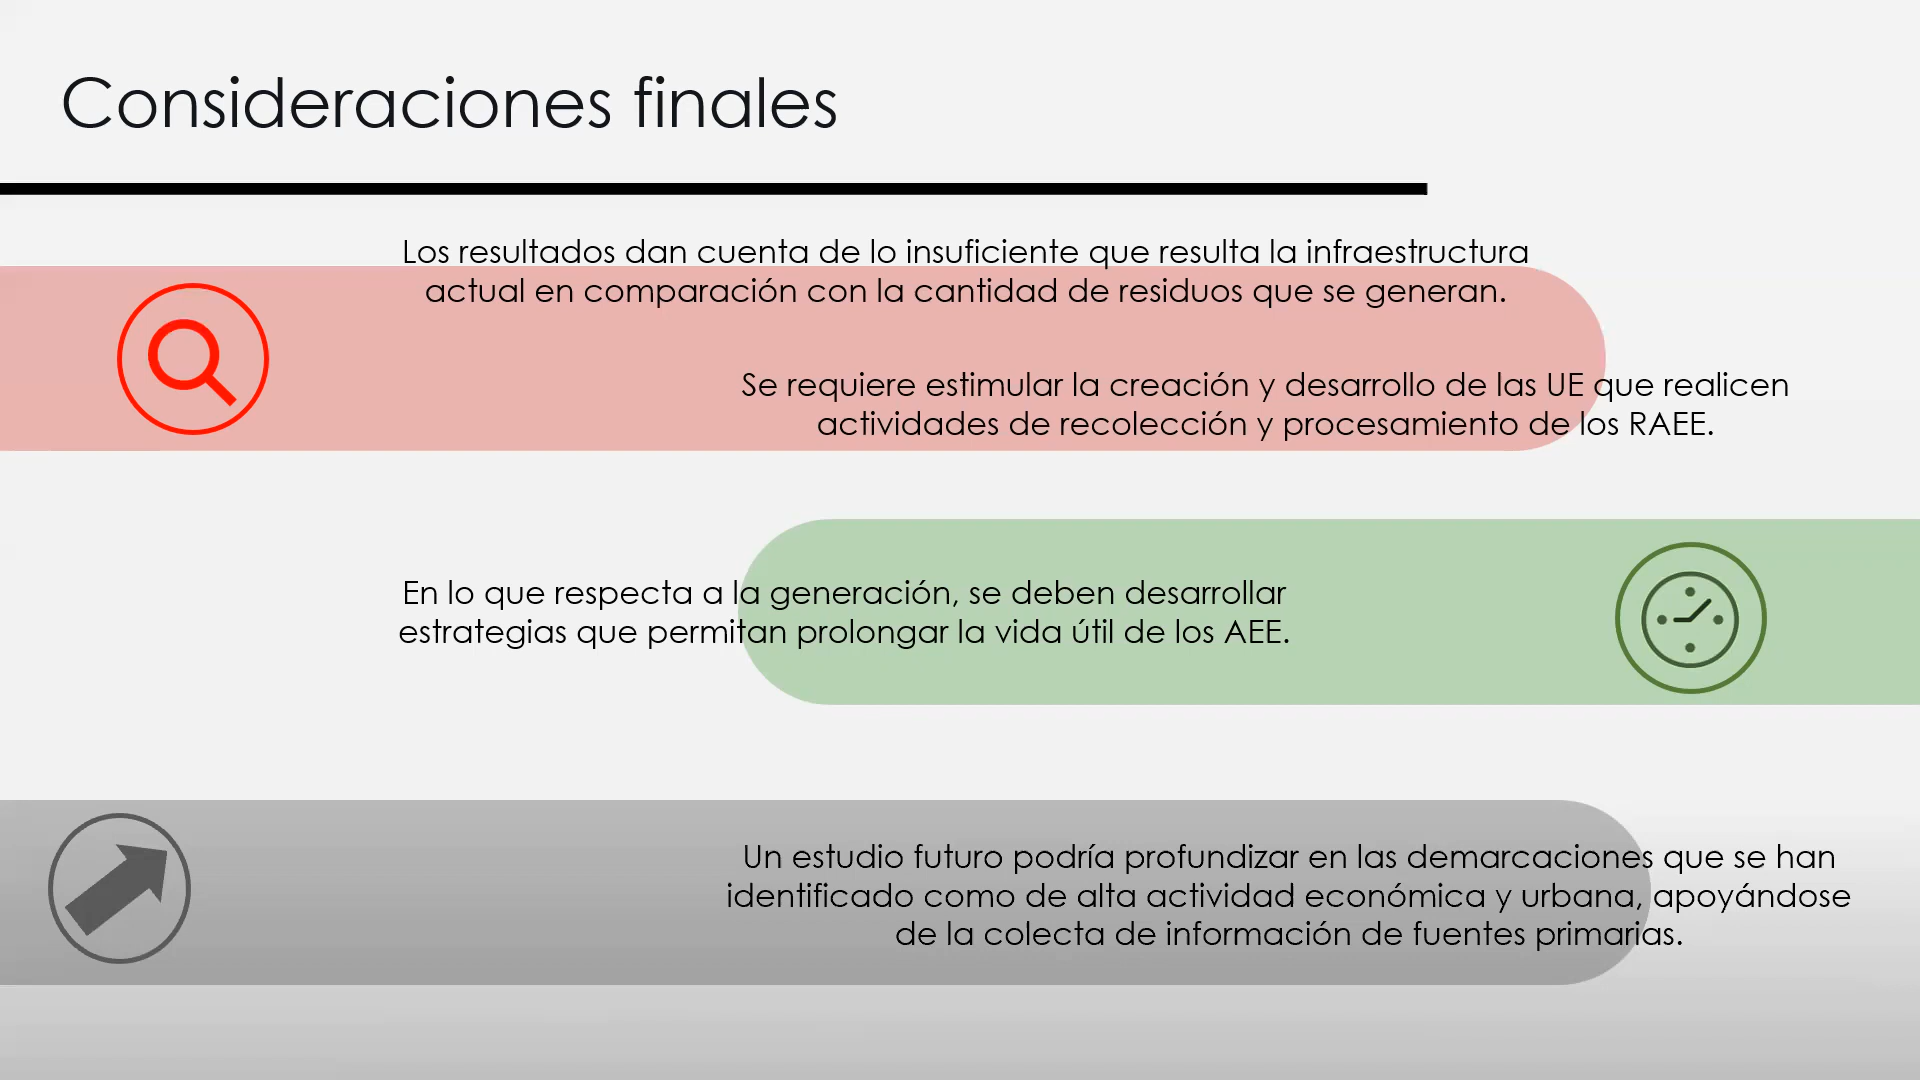 Consideraciones finales
Los resultados dan cuenta de lo insuficiente que resulta la infraestructura
actual en comparación con la cantidad de residuos que se generan.
Se requiere estimular la creación y desarrollo de las UE que realicen
actividades de recolección y procesamiento de los RAEE.
En lo que respecta a la generación, se deben desarrollar
estrategias que permitan prolongar la vida útil de los AEE.
Un estudio futuro podría profundizar en las demarcaciones que se han
identificado como de alta actividad económica y urbana, apoyándose
de la colecta de información de fuentes primarias.